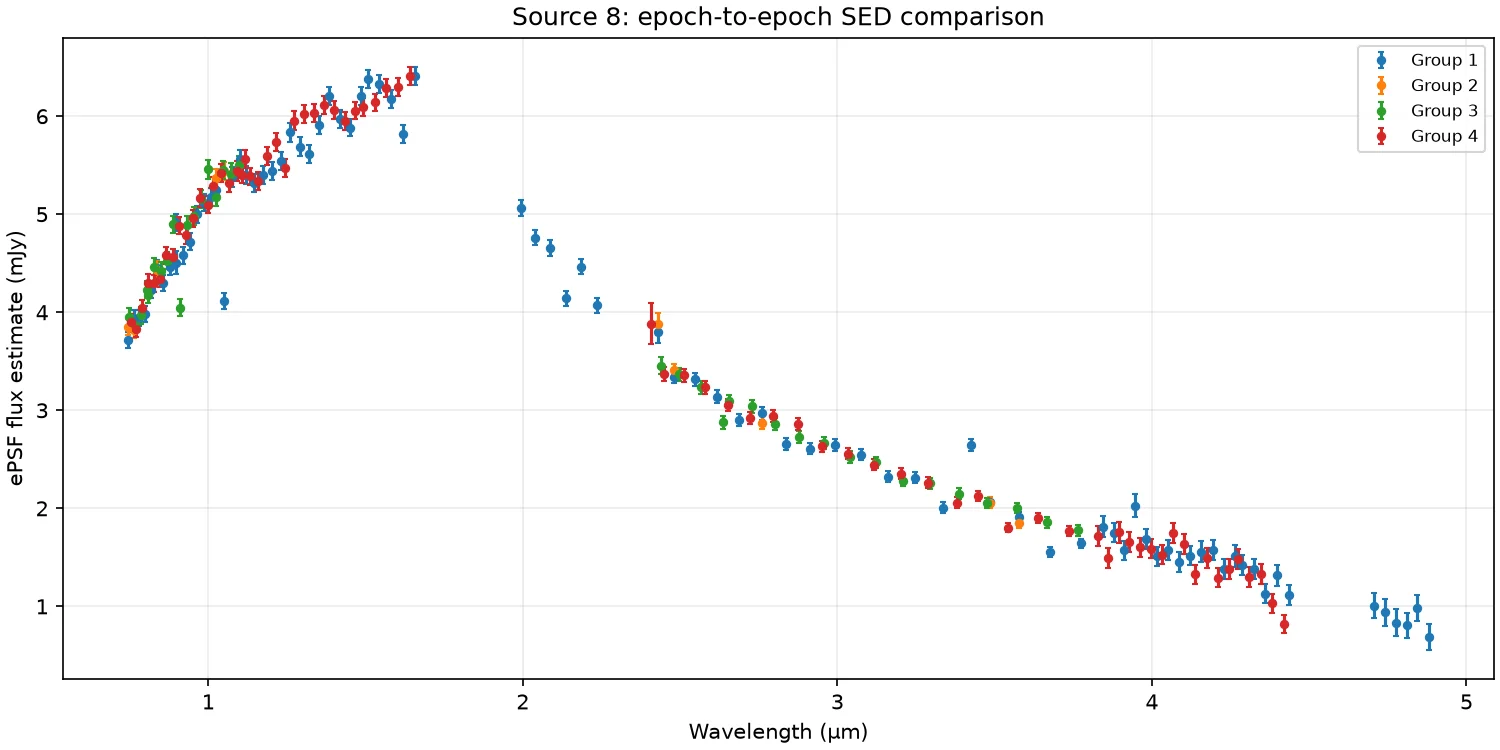 Source 8: epoch-to-epoch SED comparison
ePSF flux estimate (mJy)
6
5
4
3
2
1
1
2
3
4
5
Wavelength (μm)
Group 1
Group 2
Group 3
Group 4